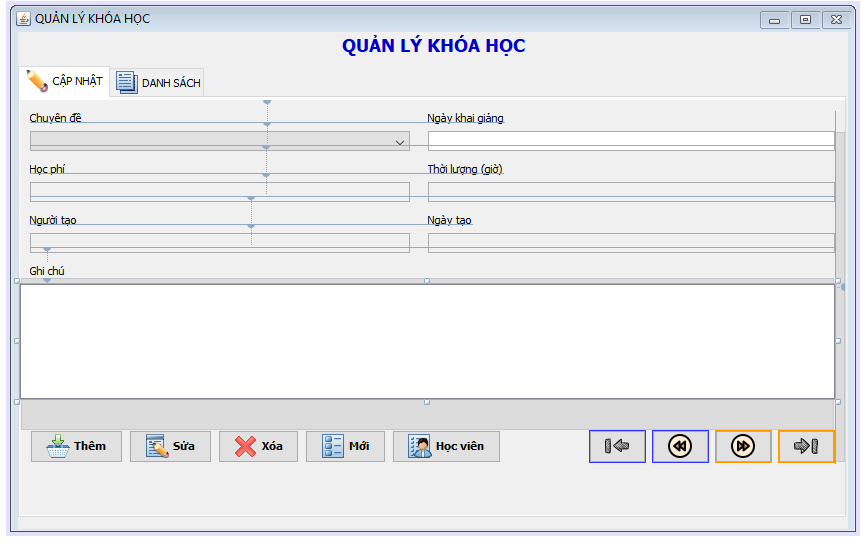 QUẢN LÝ KHÓA HỌC
QUẢN LÝ KHÓA HỌC
CẬP NHẬT DANH SÁCH
Chuyên đề Ngày khai giảng
Học phí Thời lượng (giờ)
Người tạo Ngày tạo
Ghi chú
Thêm Sửa Xóa Mới Học viên